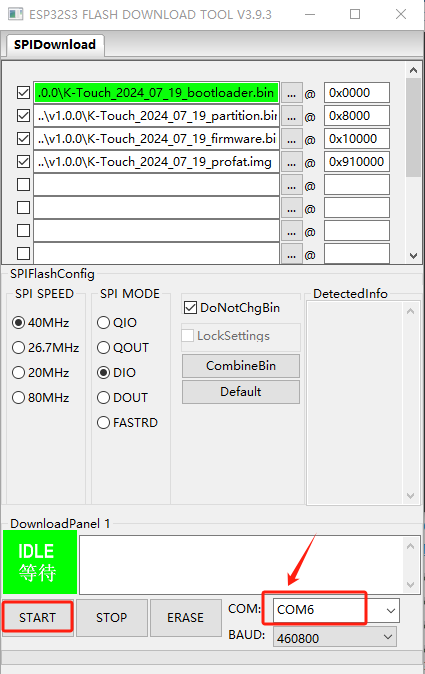 ESP32S3 FLASH DOWNLOAD TOOL V3.9.3
SPIDownload
.0.0\K-Touch_2024_07_19_bootloader.bin ... @ 0x0000
..\v1.0.0\K-Touch_2024_07_19_partition.bin ... @ 0x8000
..\v1.0.0\K-Touch_2024_07_19_firmware.bi ... @ 0x10000
..\v1.0.0\K-Touch_2024_07_19_profat.img ... @ 0x910000
... @
... @
... @
... @
SPIFlashConfig
SPI SPEED
40MHz
26.7MHz
20MHz
80MHz
SPI MODE
QIO
QOUT
DIO
DOUT
FASTRD
DoNotChgBin
LockSettings
CombineBin
Default
DetectedInfo
DownloadPanel 1
IDLE
等待
START STOP ERASE
COM: COM6
BAUD: 460800